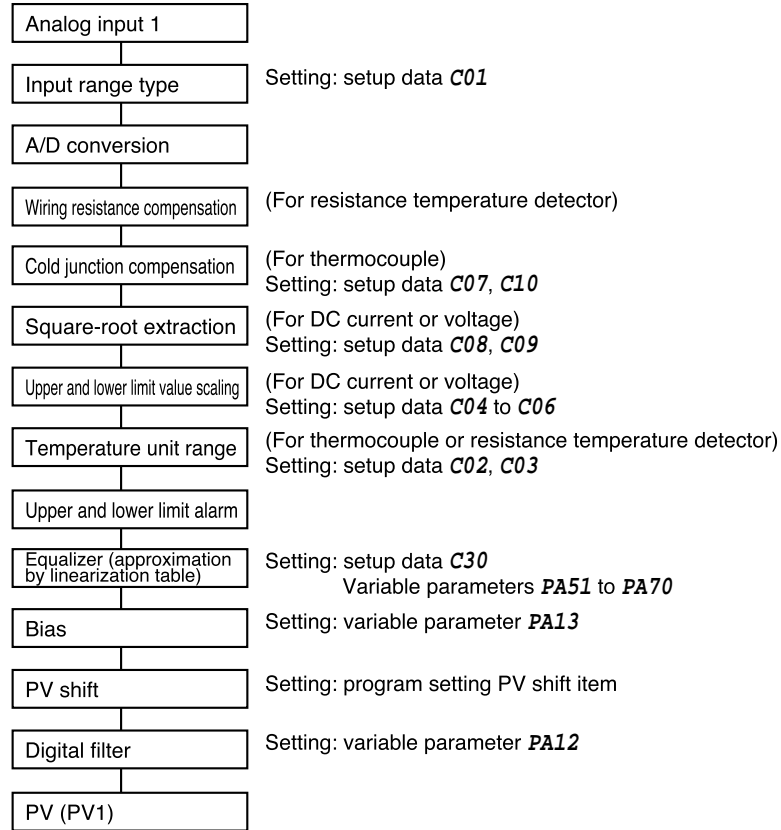 Analog input 1
Input range type
Setting: setup data C01
A/D conversion
Wiring resistance compensation
(For resistance temperature detector)
Cold junction compensation
(For thermocouple)
Setting: setup data C07, C10
Square-root extraction
(For DC current or voltage)
Setting: setup data C08, C09
Upper and lower limit value scaling
(For DC current or voltage)
Setting: setup data C04 to C06
Temperature unit range
(For thermocouple or resistance temperature detector)
Setting: setup data C02, C03
Upper and lower limit alarm
Equalizer (approximation
by linearization table)
Setting: setup data C30
Variable parameters PA51 to PA70
Bias
Setting: variable parameter PA13
PV shift
Setting: program setting PV shift item
Digital filter
Setting: variable parameter PA12
PV (PV1)